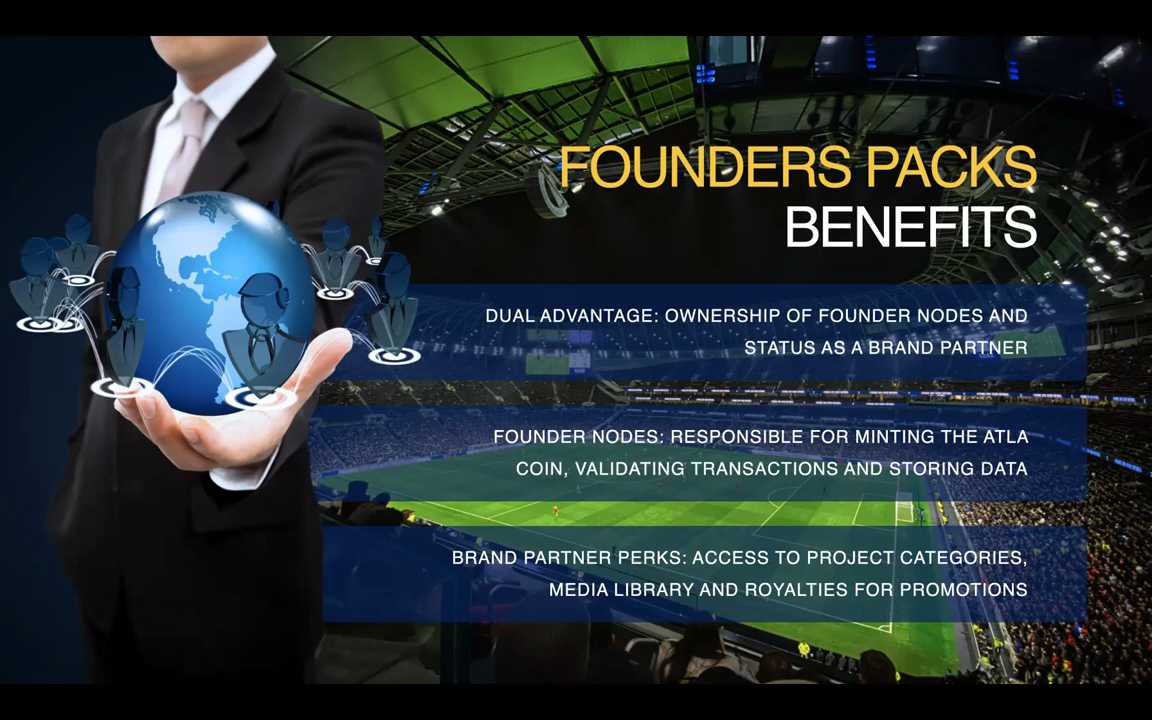 FOUNDERS PACKS
BENEFITS
DUAL ADVANTAGE: OWNERSHIP OF FOUNDER NODES AND
STATUS AS A BRAND PARTNER
FOUNDER NODES: RESPONSIBLE FOR MINTING THE ATLA
COIN, VALIDATING TRANSACTIONS AND STORING DATA
BRAND PARTNER PERKS: ACCESS TO PROJECT CATEGORIES,
MEDIA LIBRARY AND ROYALTIES FOR PROMOTIONS